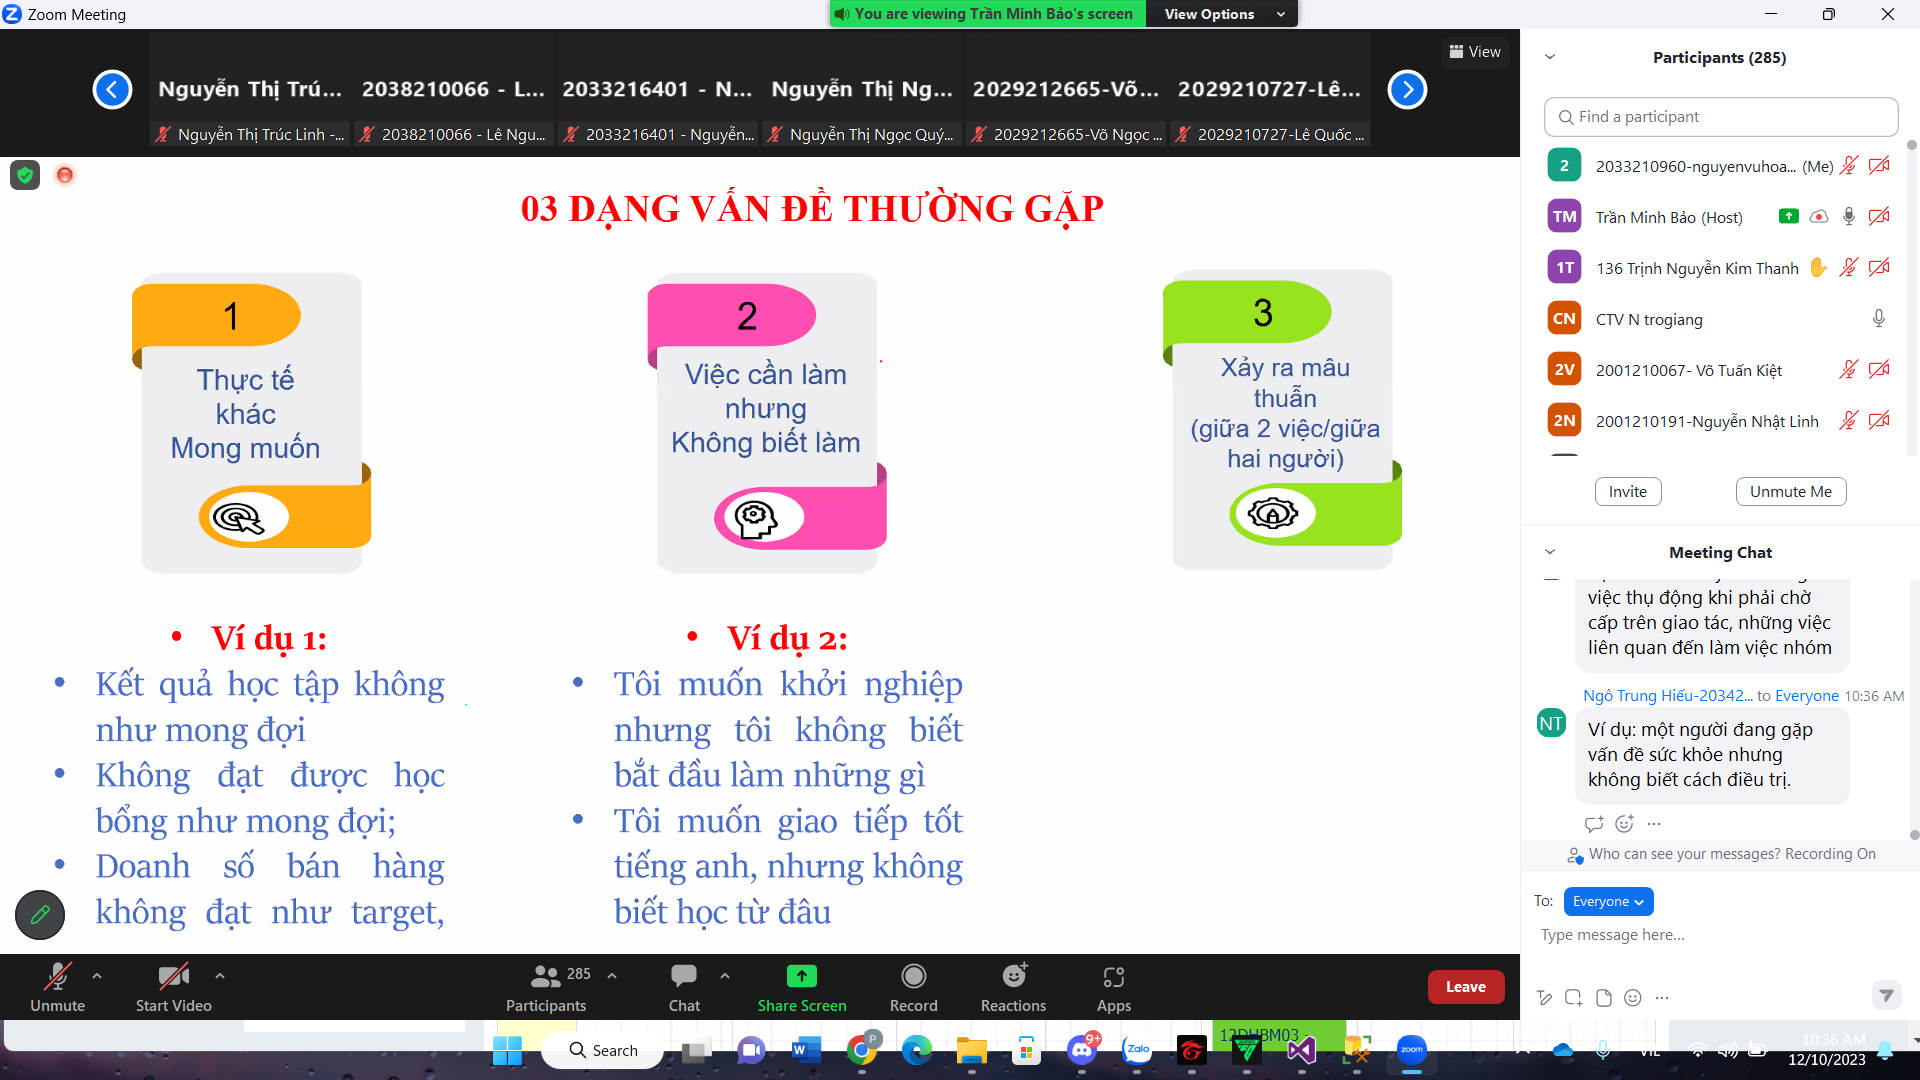 Zoom Meeting
You are viewing Trần Minh Bảo's screen
View Options
View
Nguyễn Thị Trú...
2038210066 - L...
2033216401 - N...
Nguyễn Thị Ng...
2029212665-Võ...
2029210727-Lê...
Nguyễn Thị Trúc Linh -...
2038210066 - Lê Ngu...
2033216401 - Nguyễn...
Nguyễn Thị Ngọc Quý...
2029212665-Võ Ngọc ...
2029210727-Lê Quốc ...
03 DẠNG VẤN ĐỀ THƯỜNG GẶP
1
Thực tế
khác
Mong muốn
2
Việc cần làm
nhưng
Không biết làm
3
Xảy ra mâu
thuẫn
(giữa 2 việc/giữa
hai người)
• Ví dụ 1:
• Kết quả học tập không
như mong đợi
• Không đạt được học
bổng như mong đợi;
• Doanh số bán hàng
không đạt như target,
• Ví dụ 2:
• Tôi muốn khởi nghiệp
nhưng tôi không biết
bắt đầu làm những gì
• Tôi muốn giao tiếp tốt
tiếng anh, nhưng không
biết học từ đâu
Participants (285)
Find a participant
2
2033210960-nguyenvuhoa... (Me)
TM
Trần Minh Bảo (Host)
1T
136 Trịnh Nguyễn Kim Thanh
CN
CTV N trogiang
2V
2001210067- Võ Tuấn Kiệt
2N
2001210191-Nguyễn Nhật Linh
Invite
Unmute Me
Meeting Chat
việc thụ động khi phải chờ
cấp trên giao tác, những việc
liên quan đến làm việc nhóm
Ngô Trung Hiếu-20342... to Everyone 10:36 AM
NT
Ví dụ: một người đang gặp
vấn đề sức khỏe nhưng
không biết cách điều trị.
Who can see your messages? Recording On
To:
Everyone
Type message here...
Unmute
Start Video
285
Participants
Chat
Share Screen
Record
Reactions
Apps
Leave
12DHBM03 -
Search
P
9+
Zalo
zoom
VIE
10:36 AM
12/10/2023